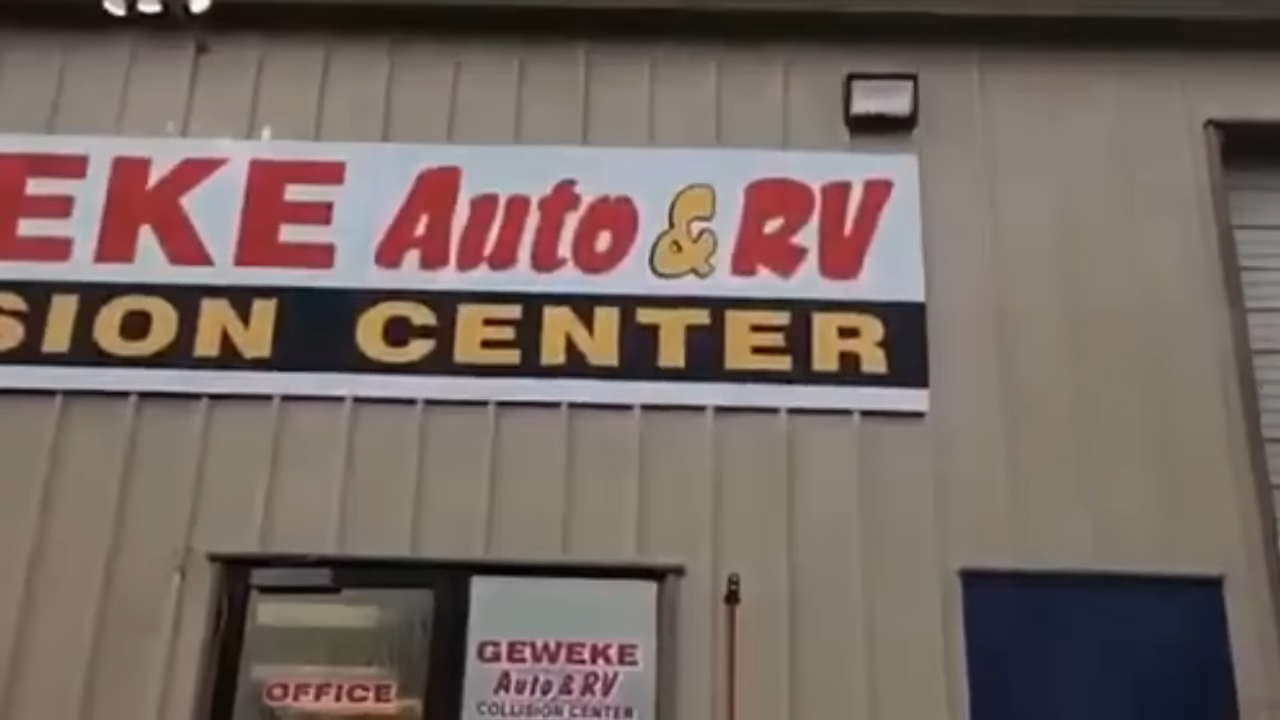 EKE Auto & RV
SION CENTER
OFFICE
GEWEKE
Auto & RV
COLLISION CENTER